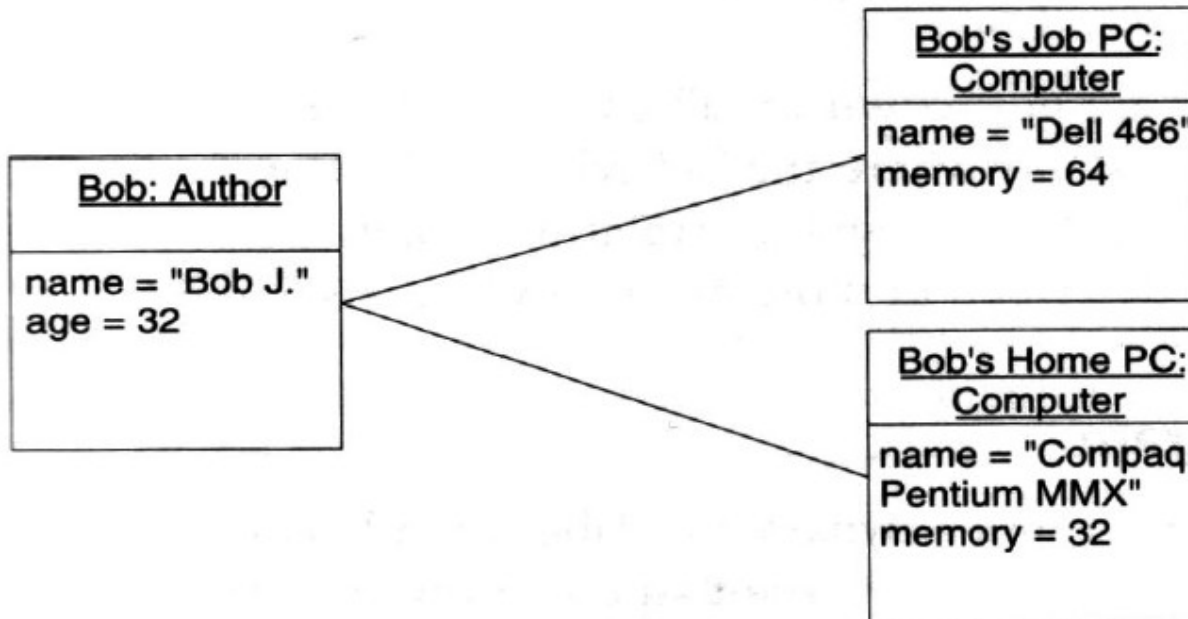 Bob: Author
name = "Bob J."
age = 32
Bob's Job PC:
Computer
name = "Dell 466"
memory = 64
Bob's Home PC:
Computer
name = "Compaq
Pentium MMX"
memory = 32